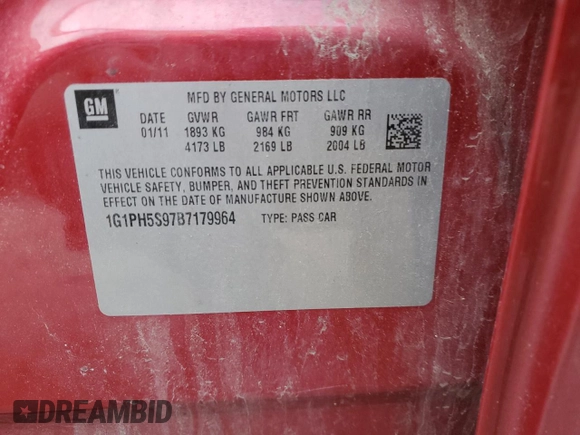 GM
MFD BY GENERAL MOTORS LLC
DATE GVWR GAWR FRT GAWR RR
01/11 1893 KG 984 KG 909 KG
4173 LB 2169 LB 2004 LB
THIS VEHICLE CONFORMS TO ALL APPLICABLE U.S. FEDERAL MOTOR
VEHICLE SAFETY, BUMPER, AND THEFT PREVENTION STANDARDS IN
EFFECT ON THE DATE OF MANUFACTURE SHOWN ABOVE.
1G1PH5S97B7179964 TYPE: PASS CAR
DREAMBID